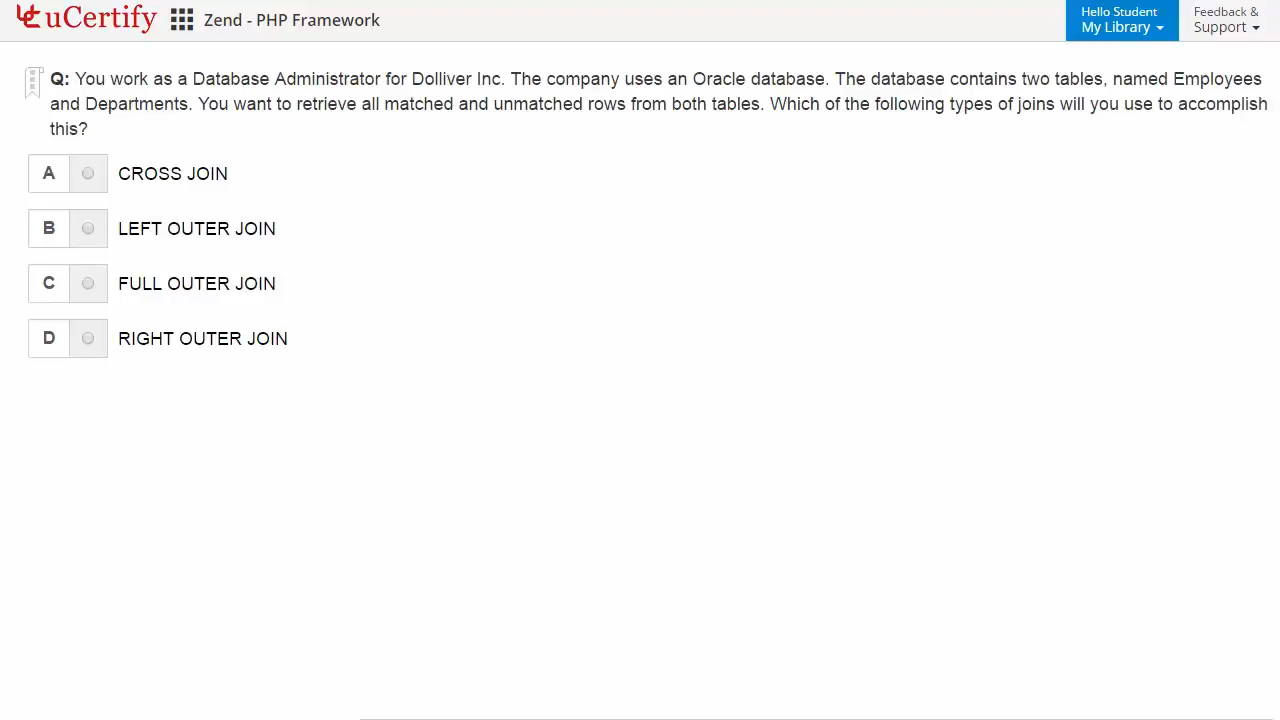 uCertify Zend - PHP Framework Hello Student Feedback &
My Library Support
Q: You work as a Database Administrator for Dolliver Inc. The company uses an Oracle database. The database contains two tables, named Employees
and Departments. You want to retrieve all matched and unmatched rows from both tables. Which of the following types of joins will you use to accomplish
this?
A CROSS JOIN
B LEFT OUTER JOIN
C FULL OUTER JOIN
D RIGHT OUTER JOIN